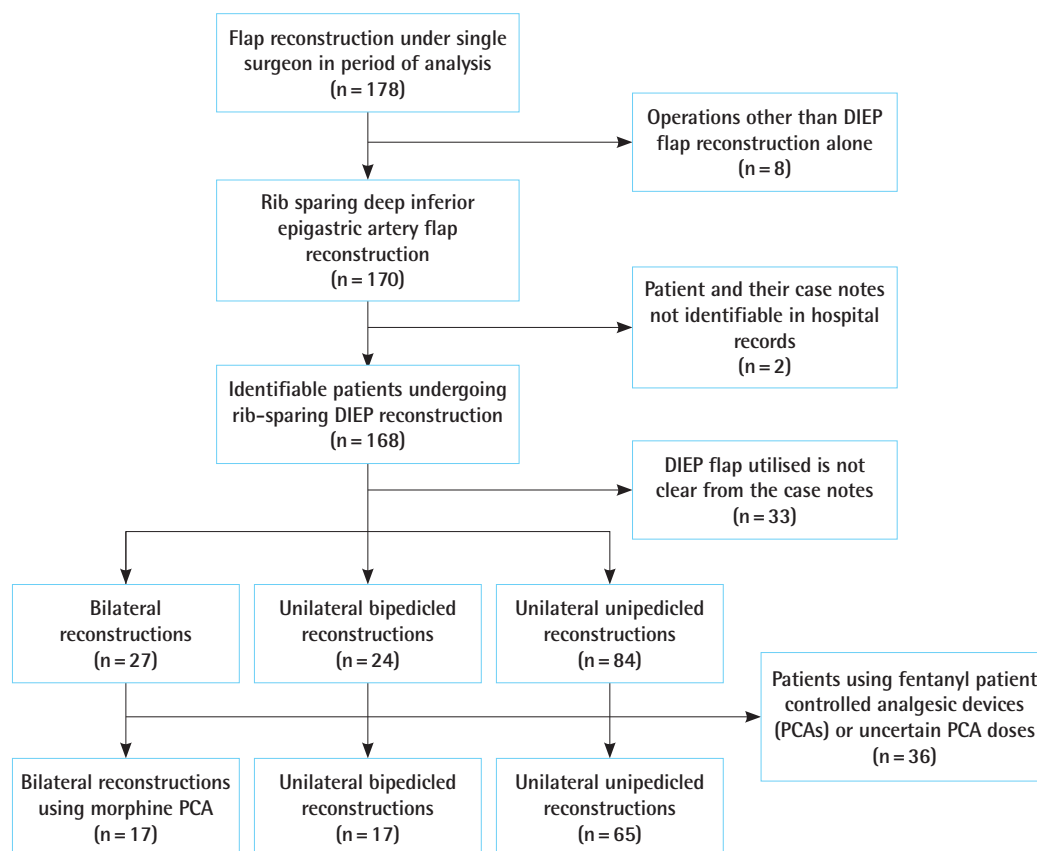 Flap reconstruction under single
surgeon in period of analysis
(n = 178)
Operations other than DIEP
flap reconstruction alone
(n = 8)
Rib sparing deep inferior
epigastric artery flap
reconstruction
(n = 170)
Patient and their case notes
not identifiable in hospital
records
(n = 2)
Identifiable patients undergoing
rib-sparing DIEP reconstruction
(n = 168)
DIEP flap utilised is not
clear from the case notes
(n = 33)
Bilateral
reconstructions
(n = 27)
Unilateral bipedicled
reconstructions
(n = 24)
Unilateral unipedicled
reconstructions
(n = 84)
Patients using fentanyl patient
controlled analgesic devices
(PCAs) or uncertain PCA doses
(n = 36)
Bilateral reconstructions
using morphine PCA
(n = 17)
Unilateral bipedicled
reconstructions
(n = 17)
Unilateral unipedicled
reconstructions
(n = 65)